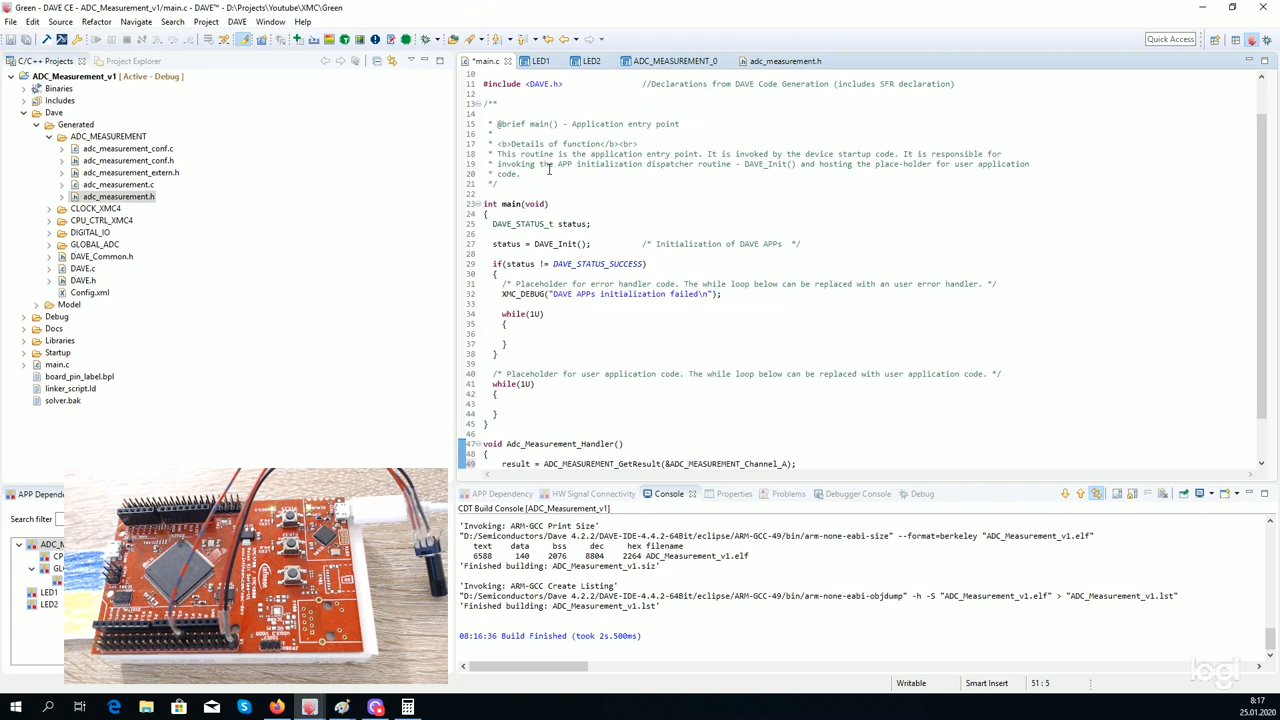 Green - DAVE CE - ADC_Measurement_v1/main.c - DAVE™ - D:\Projects\Youtube\XMC\Green
File Edit Source Refactor Navigate Search Project DAVE Window Help
Quick Access
C/C++ Projects Project Explorer
*main.c LED1 LED2 ADC_MEASUREMENT_0 adc_measurement.h
ADC_Measurement_v1 [ Active - Debug ]
Binaries
Includes
Dave
Generated
ADC_MEASUREMENT
adc_measurement_conf.c
adc_measurement_conf.h
adc_measurement_extern.h
adc_measurement.c
adc_measurement.h
CLOCK_XMC4
CPU_CTRL_XMC4
DIGITAL_IO
GLOBAL_ADC
DAVE_Common.h
DAVE.c
DAVE.h
Config.xml
Model
Debug
Docs
Libraries
Startup
main.c
board_pin_label.bpl
linker_script.ld
solver.bak
10
11 #include <DAVE.h> //Declarations from DAVE Code Generation (includes SFR declaration)
12
13 /**
14
15 * @brief main() - Application entry point
16 *
17 * <b>Details of function</b><br>
18 * This routine is the application entry point. It is invoked by the device startup code. It is responsible for
19 * invoking the APP initialization dispatcher routine - DAVE_Init() and hosting the place-holder for user application
20 * code.
21 */
22
23 int main(void)
24 {
25 DAVE_STATUS_t status;
26
27 status = DAVE_Init(); /* Initialization of DAVE APPs */
28
29 if(status != DAVE_STATUS_SUCCESS)
30 {
31 /* Placeholder for error handler code. The while loop below can be replaced with an user error handler. */
32 XMC_DEBUG("DAVE APPs initialization failed\n");
33
34 while(1U)
35 {
36
37 }
38 }
39
40 /* Placeholder for user application code. The while loop below can be replaced with user application code. */
41 while(1U)
42 {
43
44 }
45 }
46
47 void Adc_Measurement_Handler()
48 {
49 result = ADC_MEASUREMENT_GetResult(&ADC_MEASUREMENT_Channel_A);
APP Dependency HW Signal Connectivity Console Properties Problems Debugger Console Debug
CDT Build Console [ADC_Measurement_v1]
'Invoking: ARM-GCC Print Size'
"D:/Semiconductors/Dave 4.2.2/DAVE-IDE-4.4.2-64Bit/eclipse/ARM-GCC-49/bin/arm-none-eabi-size" --format=berkeley "ADC_Measurement_v1.elf"
text data bss dec hex filename
6588 140 2076 8804 2264 ADC_Measurement_v1.elf
'Finished building: ADC_Measurement_v1.siz'
'Invoking: ARM-GCC Create Listing'
"D:/Semiconductors/Dave 4.2.2/DAVE-IDE-4.4.2-64Bit/eclipse/ARM-GCC-49/bin/arm-none-eabi-objdump" -h -S "ADC_Measurement_v1.elf" > "ADC_Measurement_v1.lst"
'Finished building: ADC_Measurement_v1.lst'
08:16:36 Build Finished (took 2s.500ms)
APP Depende
Search filter
ADC_M
CP
GL
LED1
LED2
Infineon
logi
Writable Smart Insert 51 : 5
8:17
25.01.2020